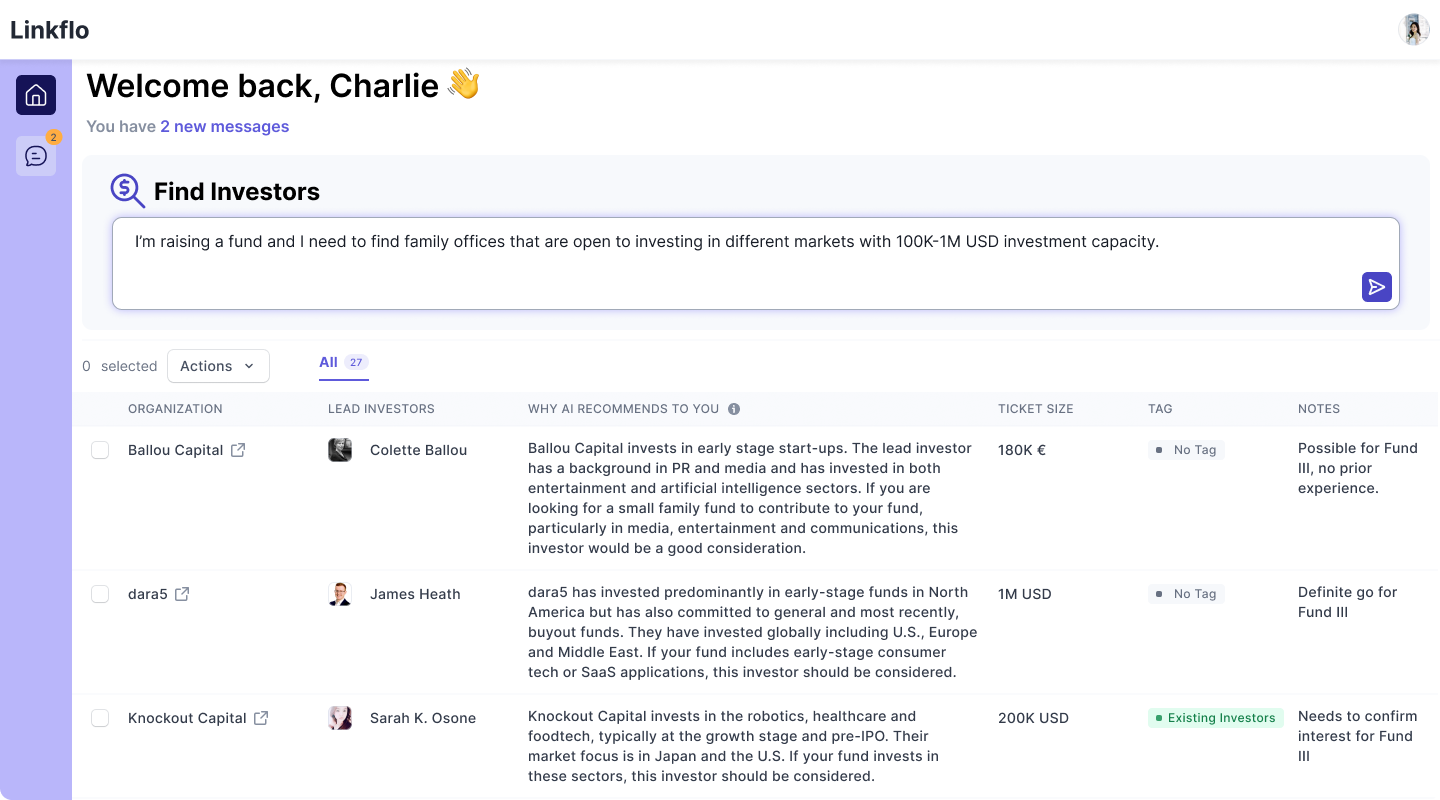 Linkflo
Welcome back, Charlie 👋
You have 2 new messages
2
Find Investors
I’m raising a fund and I need to find family offices that are open to investing in different markets with 100K-1M USD investment capacity.
0 selected Actions All 27
ORGANIZATION LEAD INVESTORS WHY AI RECOMMENDS TO YOU TICKET SIZE TAG NOTES
Ballou Capital
Colette Ballou
Ballou Capital invests in early stage start-ups. The lead investor
has a background in PR and media and has invested in both
entertainment and artificial intelligence sectors. If you are
looking for a small family fund to contribute to your fund,
particularly in media, entertainment and communications, this
investor would be a good consideration.
180K €
No Tag
Possible for Fund
III, no prior
experience.
dara5
James Heath
dara5 has invested predominantly in early-stage funds in North
America but has also committed to general and most recently,
buyout funds. They have invested globally including U.S., Europe
and Middle East. If your fund includes early-stage consumer
tech or SaaS applications, this investor should be considered.
1M USD
No Tag
Definite go for
Fund III
Knockout Capital
Sarah K. Osone
Knockout Capital invests in the robotics, healthcare and
foodtech, typically at the growth stage and pre-IPO. Their
market focus is in Japan and the U.S. If your fund invests in
these sectors, this investor should be considered.
200K USD
Existing Investors
Needs to confirm
interest for Fund
III